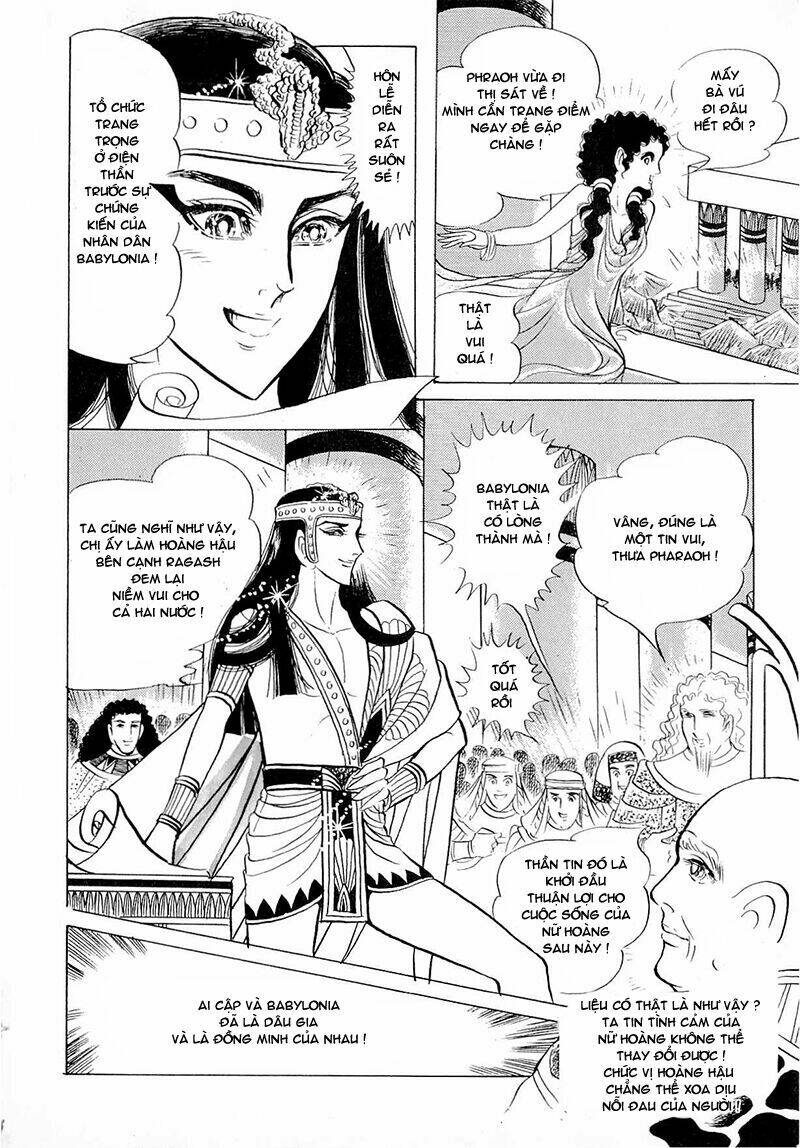 PHRAOH VỪA ĐI
THỊ SÁT VỀ !
MÌNH CẦN TRANG ĐIỂM
NGAY ĐỂ GẶP
CHÀNG !
MẤY
BÀ VÚ
ĐI ĐÂU
HẾT RỒI ?
THẬT
LÀ
VUI
QUÁ !
HÔN
LỄ
DIỄN
RA
RẤT
SUÔN
SẺ !
TỔ CHỨC
TRANG
TRỌNG
Ở ĐIỆN
THẦN
TRƯỚC SỰ
CHỨNG
KIẾN CỦA
NHÂN DÂN
BABYLONIA !
TA CŨNG NGHĨ NHƯ VẬY,
CHỊ ẤY LÀM HOÀNG HẬU
BÊN CẠNH RAGASH
ĐEM LẠI
NIỀM VUI CHO
CẢ HAI NƯỚC !
BABYLONIA
THẬT LÀ
CÓ LÒNG
THÀNH MÀ !
VÂNG, ĐÚNG LÀ
MỘT TIN VUI,
THƯA PHARAOH !
TỐT
QUÁ
RỒI
THẦN TIN ĐÓ LÀ
KHỞI ĐẦU
THUẬN LỢI CHO
CUỘC SỐNG CỦA
NỮ HOÀNG
SAU NÀY !
AI CẬP VÀ BABYLONIA
ĐÃ LÀ DÂU GIA
VÀ LÀ ĐỒNG MINH CỦA NHAU !
LIỆU CÓ THẬT LÀ NHƯ VẬY ?
TA TIN TÌNH CẢM CỦA
NỮ HOÀNG KHÔNG THỂ
THAY ĐỔI ĐƯỢC !
CHỨC VỊ HOÀNG HẬU
CHẲNG THỂ XOA DỊU
NỖI ĐAU CỦA NGƯỜI !